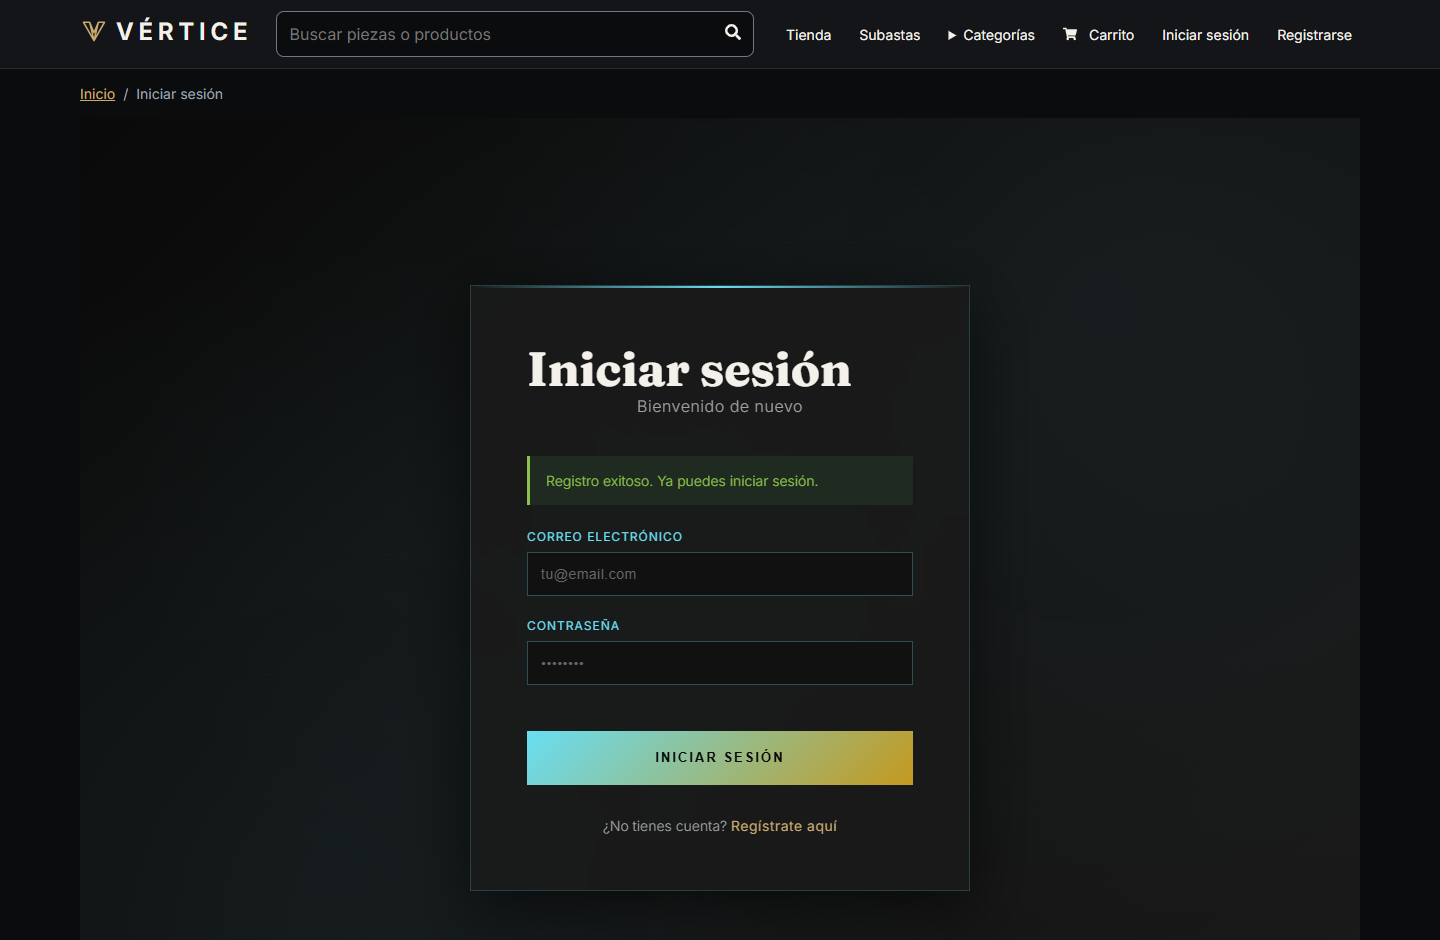 VÉRTICE
Buscar piezas o productos
Tienda
Subastas
Categorías
Carrito
Iniciar sesión
Registrarse
Inicio / Iniciar sesión
Iniciar sesión
Bienvenido de nuevo
Registro exitoso. Ya puedes iniciar sesión.
CORREO ELECTRÓNICO
tu@email.com
CONTRASEÑA
••••••••
INICIAR SESIÓN
¿No tienes cuenta? Regístrate aquí